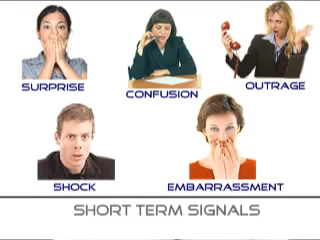 SURPRISE
CONFUSION
OUTRAGE
SHOCK
EMBARRASSMENT
SHORT TERM SIGNALS